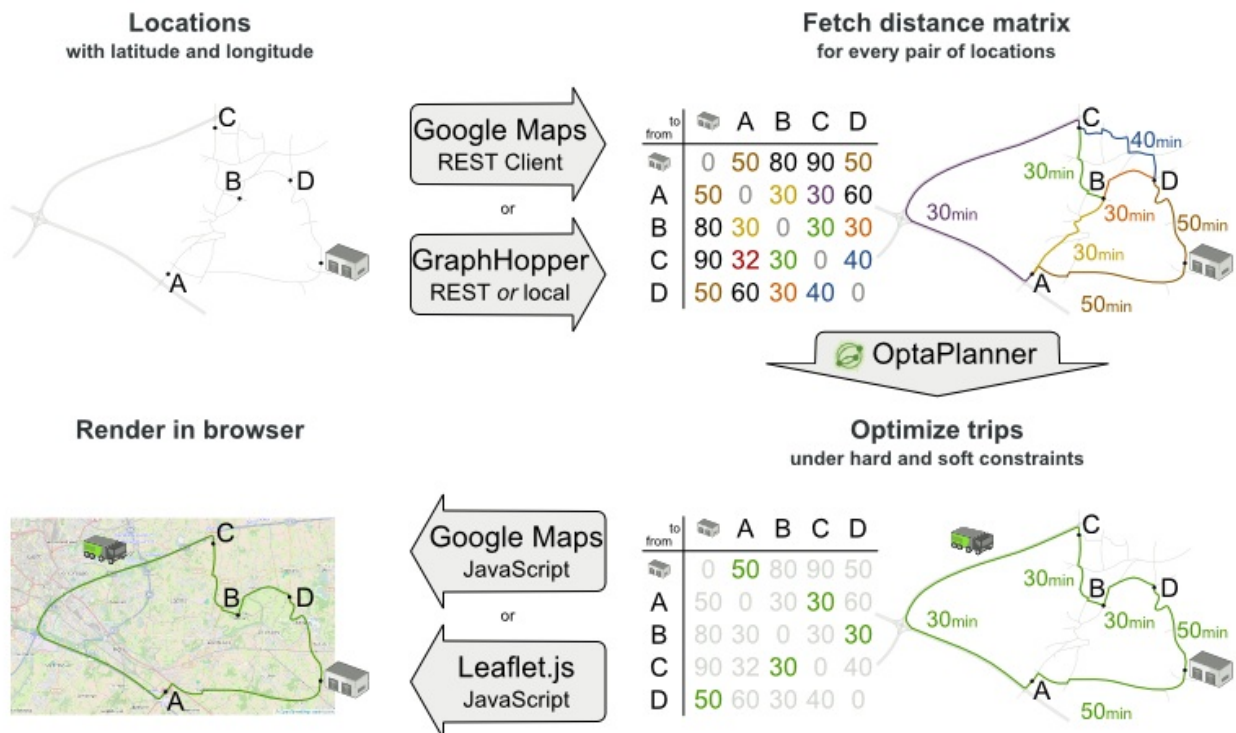 Locations
with latitude and longitude
C
B
D
A
Google Maps
REST Client
or
GraphHopper
REST or local
Fetch distance matrix
for every pair of locations
to
from
A B C D
0 50 80 90 50
A 50 0 30 30 60
B 80 30 0 30 30
C 90 32 30 0 40
D 50 60 30 40 0
C
40min
30min
B
D
30min
30min
50min
30min
A
50min
OptaPlanner
Optimize trips
under hard and soft constraints
to
from
A B C D
0 50 80 90 50
A 50 0 30 30 60
B 80 30 0 30 30
C 90 32 30 0 40
D 50 60 30 40 0
C
30min
B
D
30min
30min
50min
A
50min
Google Maps
JavaScript
or
Leaflet.js
JavaScript
Render in browser
C
B
D
A